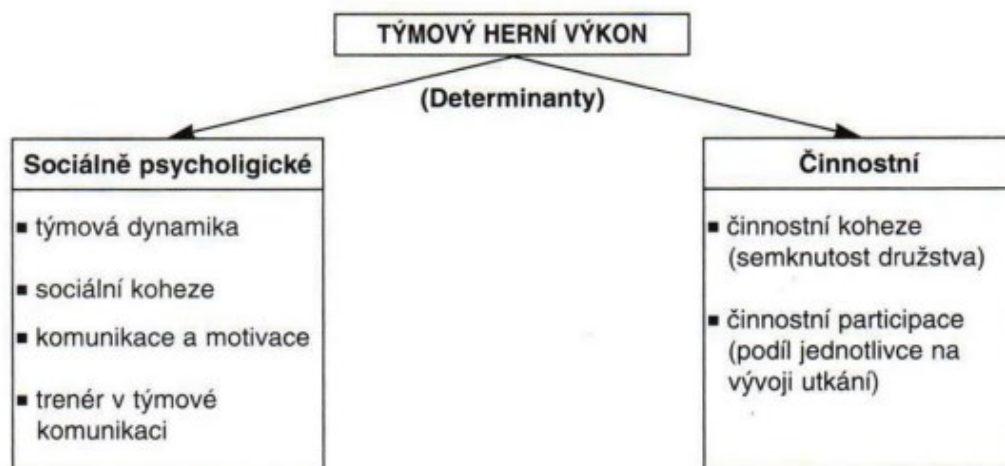 TÝMOVÝ HERNÍ VÝKON
(Determinanty)
Sociálně psycholigické
▪ týmová dynamika
▪ sociální koheze
▪ komunikace a motivace
▪ trenér v týmové
komunikaci
Činnostní
▪ činnostní koheze
(semknutost družstva)
▪ činnostní participace
(podíl jednotlivce na
vývoji utkání)